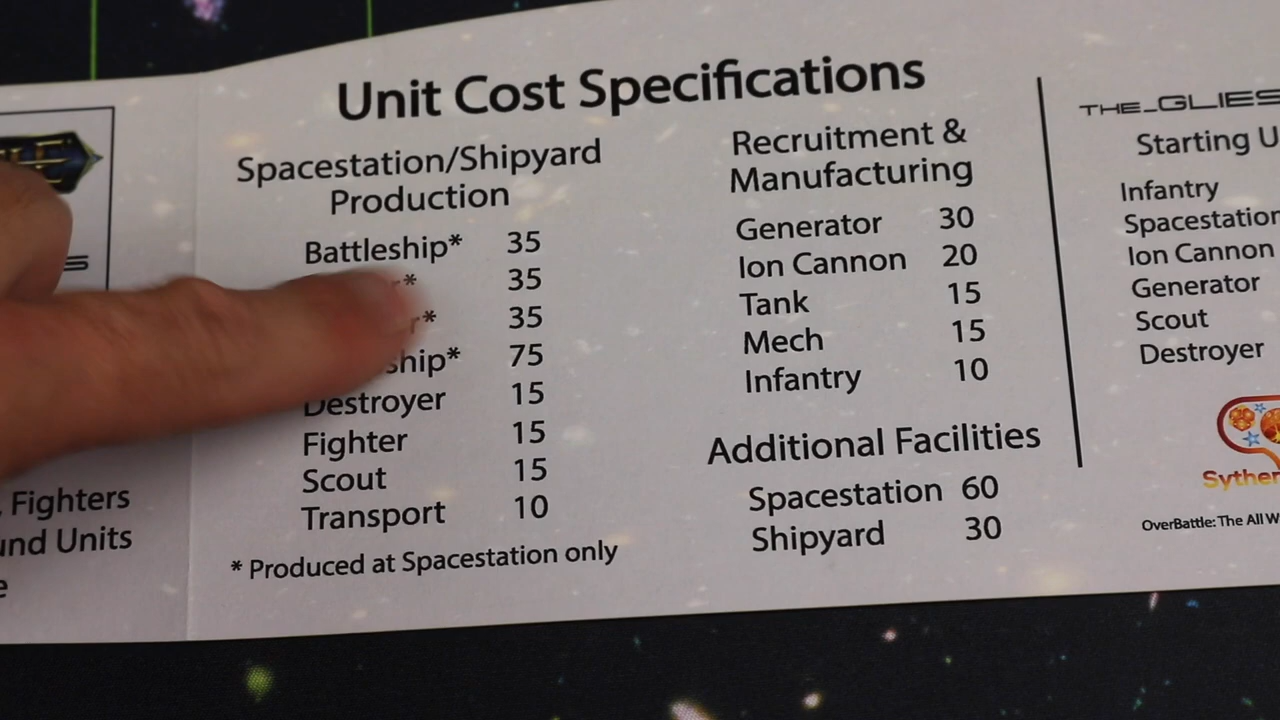 Unit Cost Specifications
Spacestation/Shipyard
Production
Battleship* 35
35
35
75
Destroyer 15
Fighter 15
Scout 15
Transport 10
* Produced at Spacestation only
Recruitment &
Manufacturing
Generator 30
Ion Cannon 20
Tank 15
Mech 15
Infantry 10
Additional Facilities
Spacestation 60
Shipyard 30
Starting
Infantry
Spacestation
Ion Cannon
Generator
Scout
Destroyer
OverBattle: The All
Fighters
Units